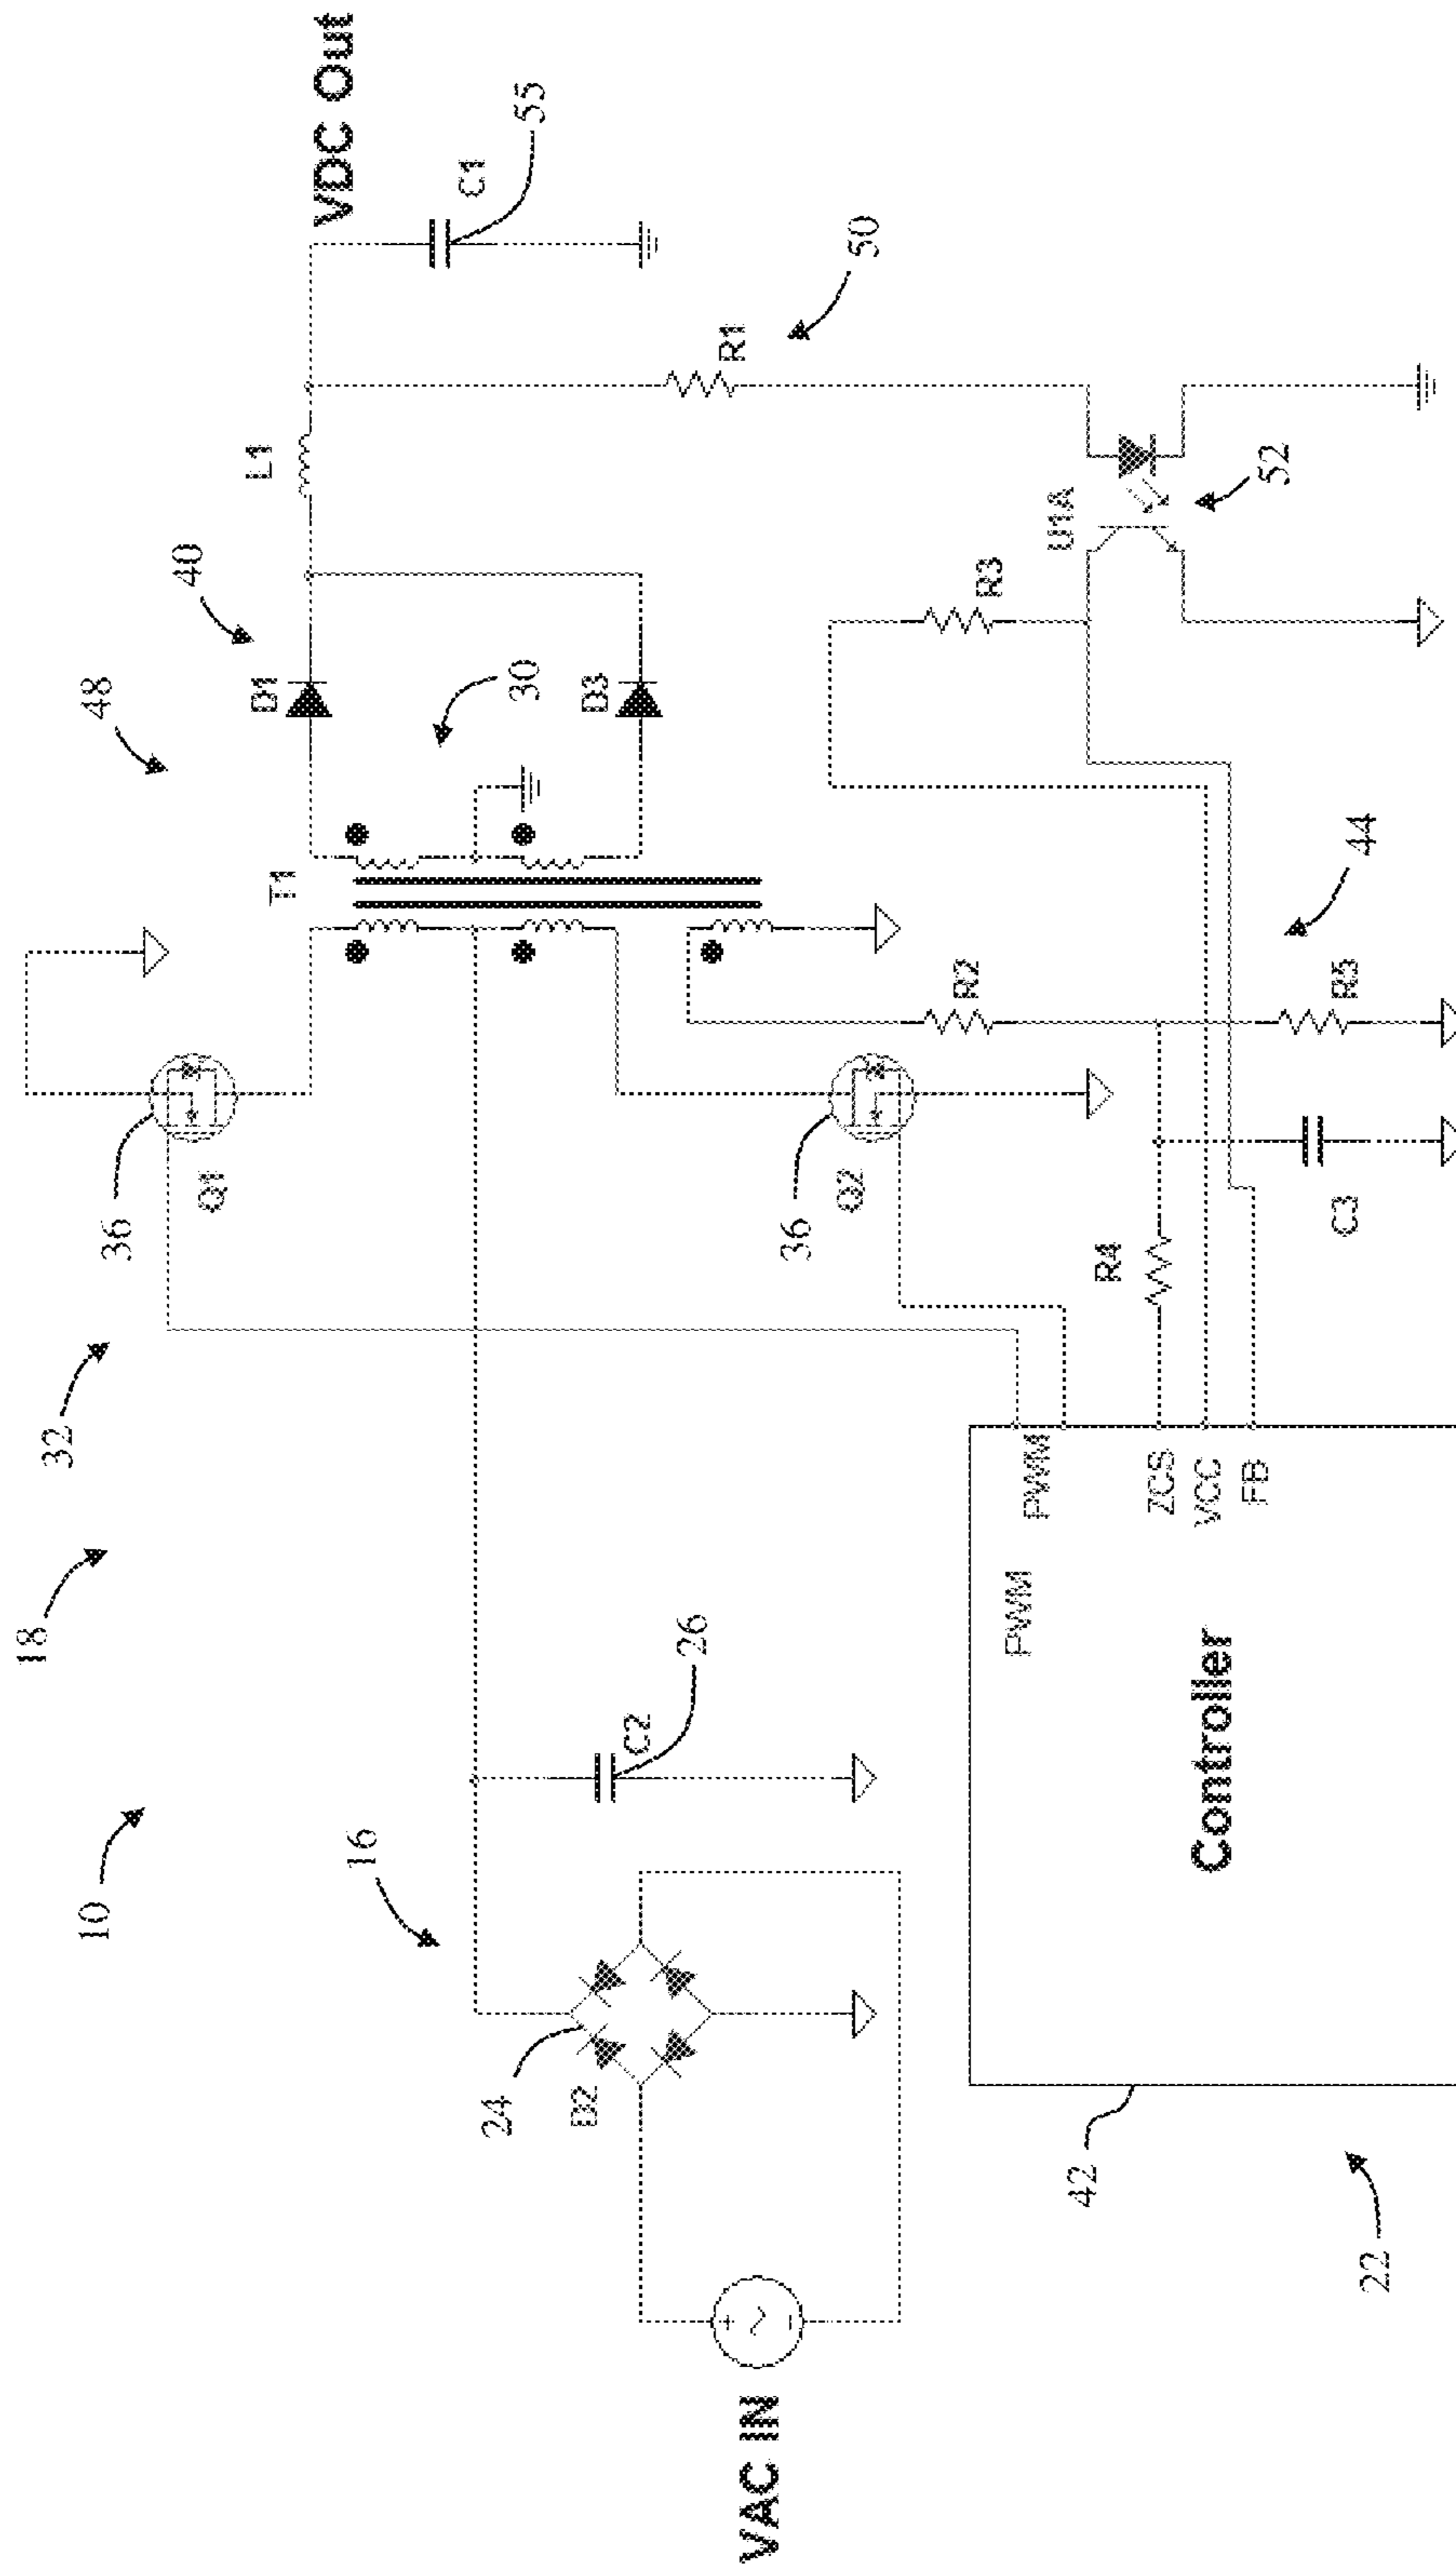 10
18
32
48
40
VDC Out
36
Q1
T1
D1
L1
C1
55
16
30
24
D2
C2
26
36
Q2
D3
R1
50
VAC IN
R2
R3
U1A
52
R4
44
PWM
PWM
ZCS
VCC
FB
Controller
C3
R5
42
22